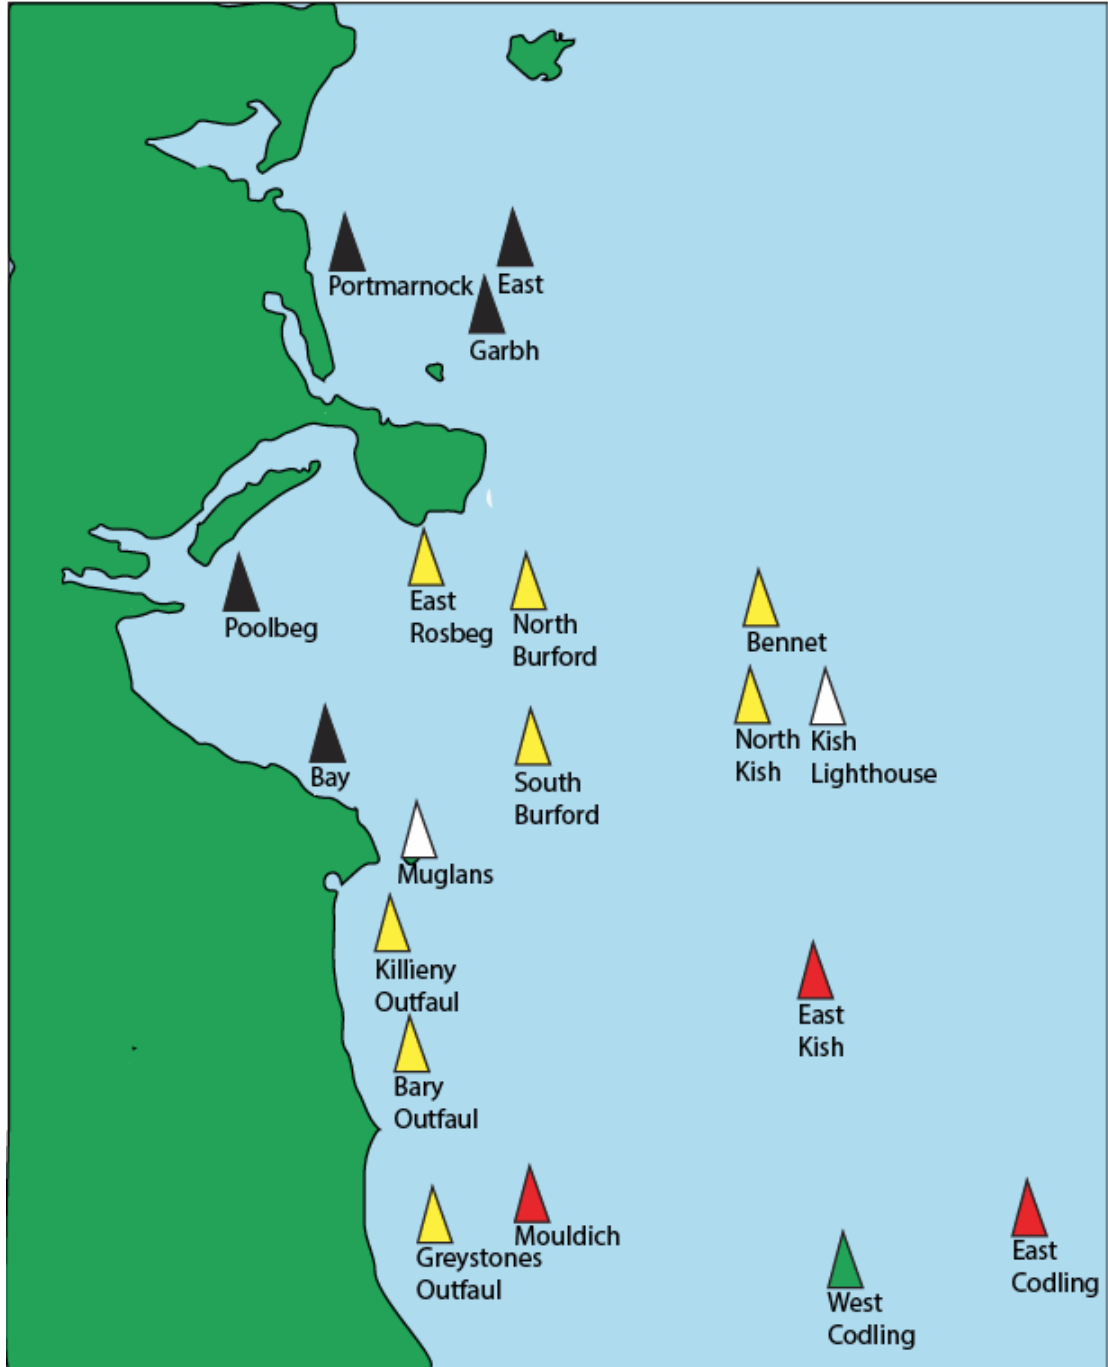 East
Portmarnock
Garbh
East
Rosbeg
North
Burford
Poolbeg
Bennet
North
Kish
Kish
Lighthouse
Bay
South
Burford
Muglans
Killieny
Outfaul
East
Kish
Bary
Outfaul
Mouldich
Greystones
Outfaul
East
Codling
West
Codling